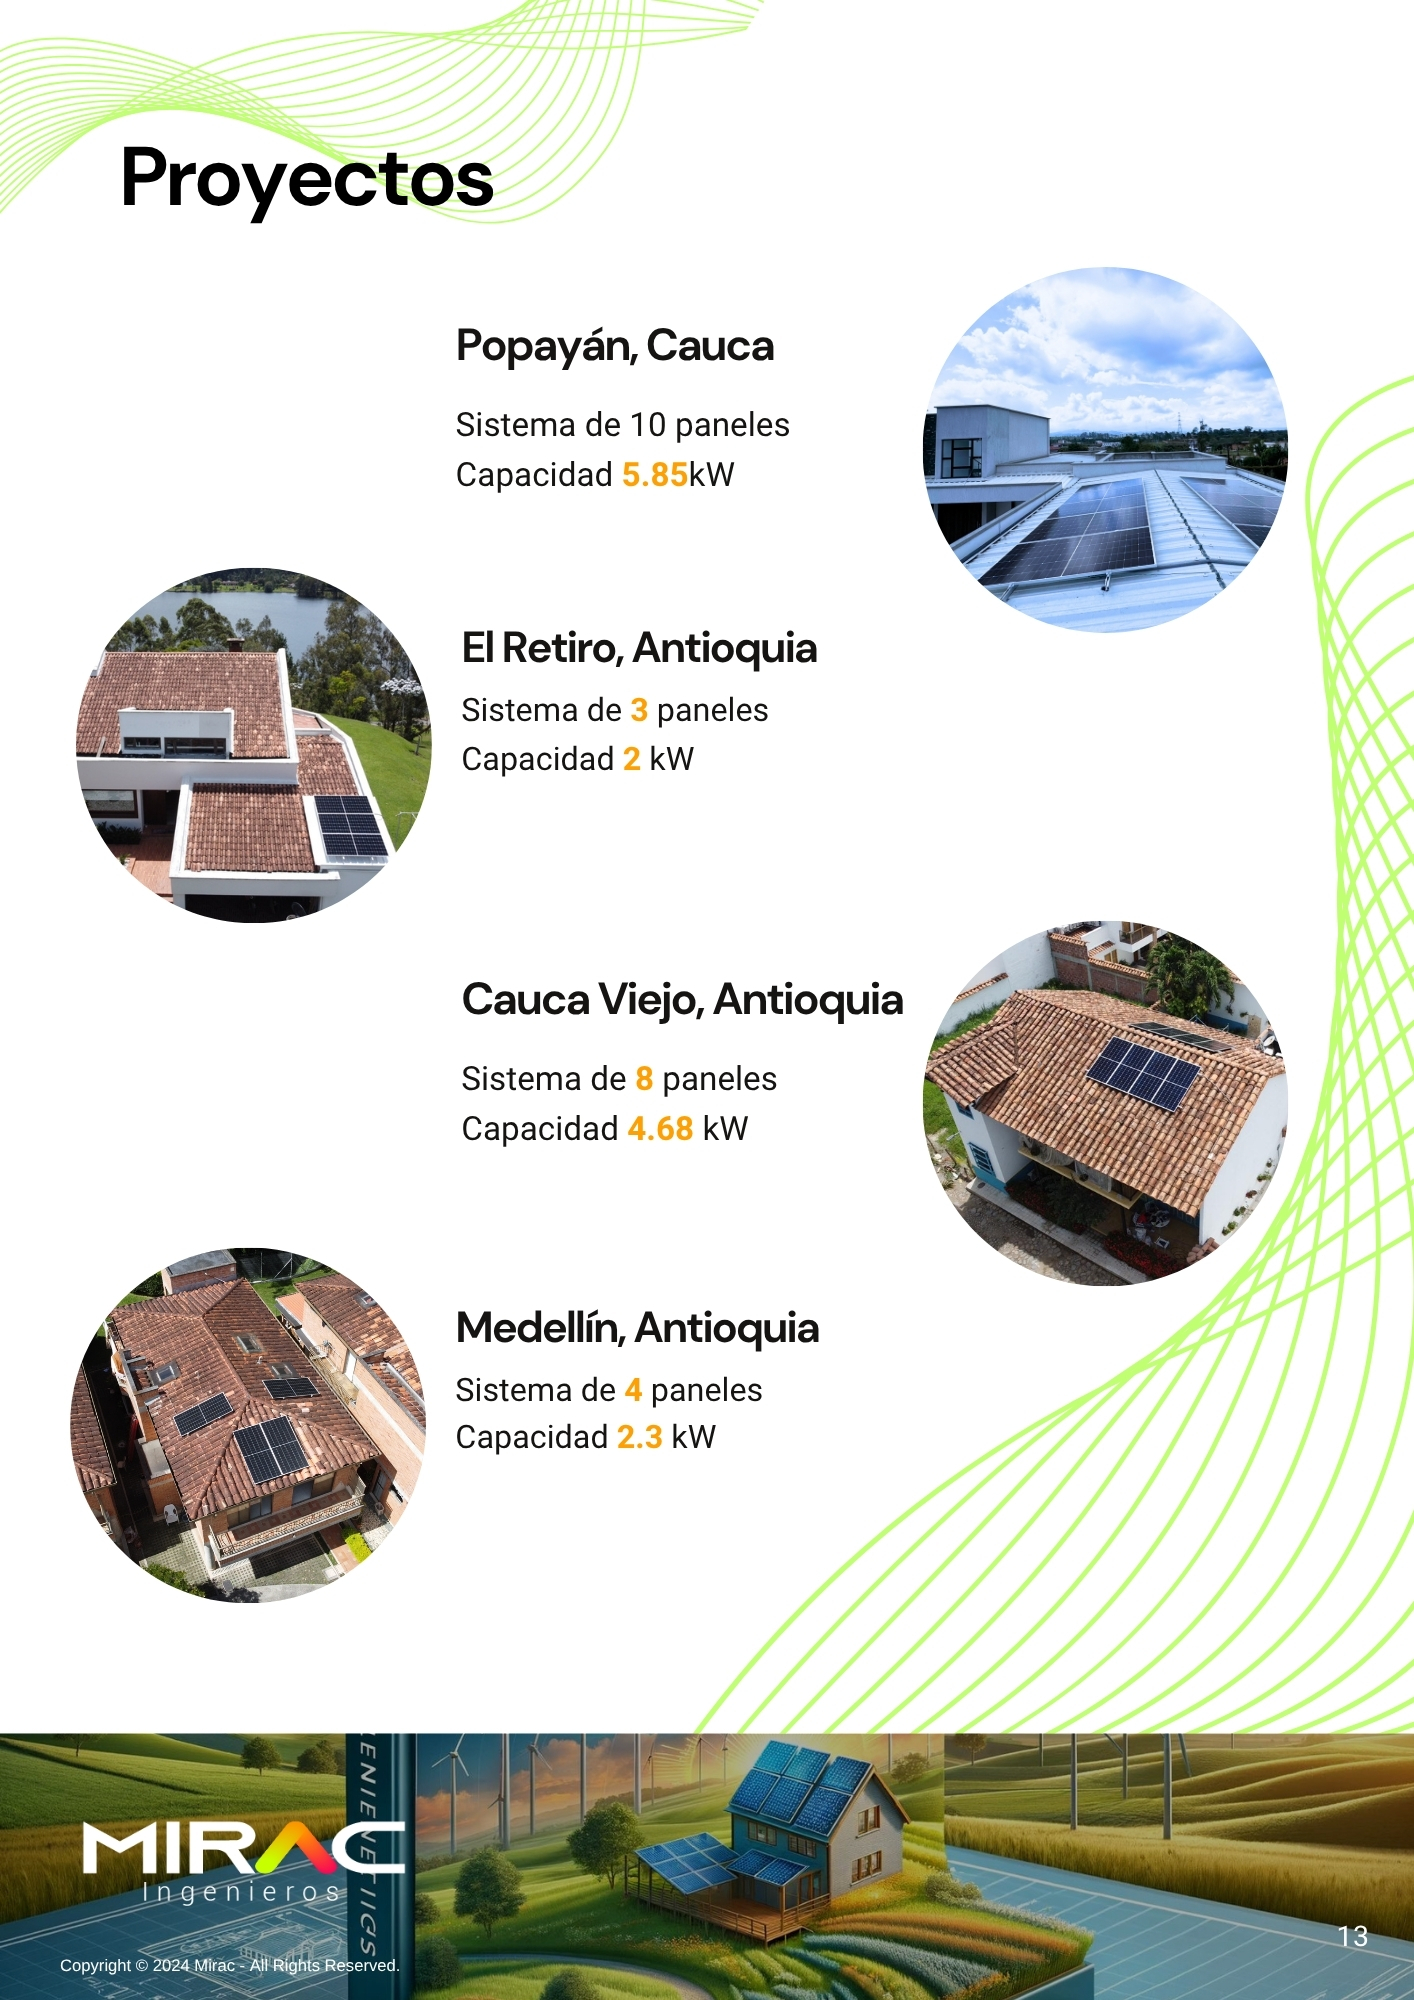 Proyectos
Popayán, Cauca
Sistema de 10 paneles
Capacidad 5.85kW
El Retiro, Antioquia
Sistema de 3 paneles
Capacidad 2 kW
Cauca Viejo, Antioquia
Sistema de 8 paneles
Capacidad 4.68 kW
Medellín, Antioquia
Sistema de 4 paneles
Capacidad 2.3 kW
MIRAC
Ingenieros
Copyright © 2024 Mirac - All Rights Reserved.
13